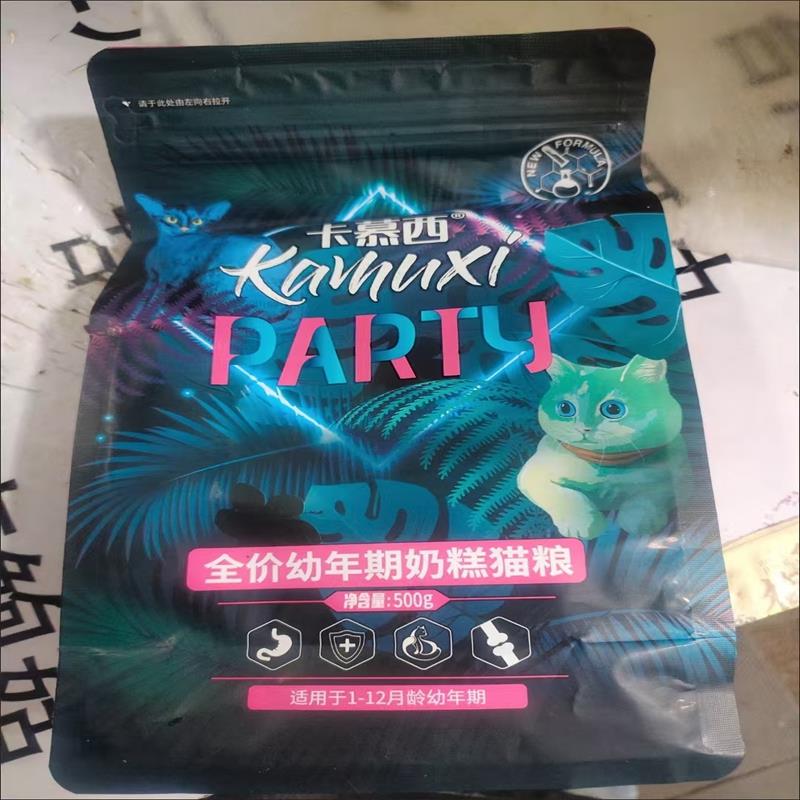 请于此处由左向右拉开
NEW FORMULA
卡慕西®
Kamuxi
PARTY
全价幼年期奶糕猫粮
净含量:500g
适用于1-12月龄幼年期